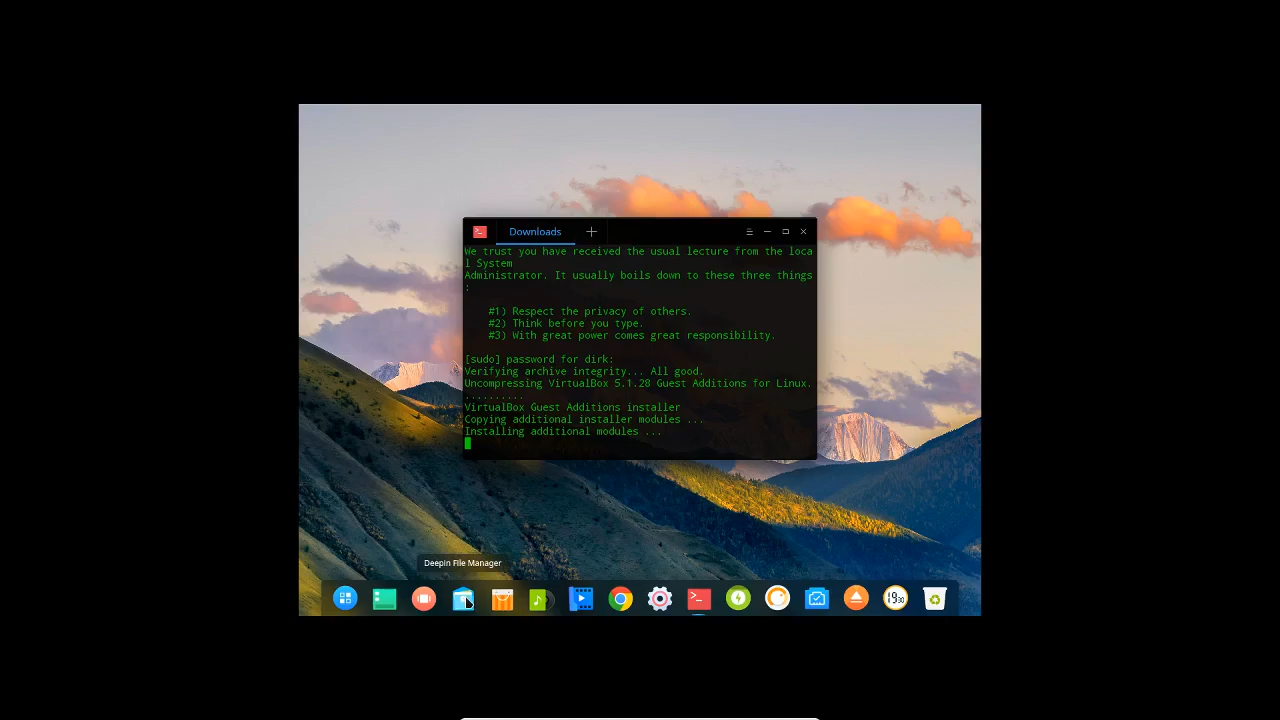 Downloads
We trust you have received the usual lecture from the loca
l System
Administrator. It usually boils down to these three things
:
#1) Respect the privacy of others.
#2) Think before you type.
#3) With great power comes great responsibility.
[sudo] password for dirk:
Verifying archive integrity... All good.
Uncompressing VirtualBox 5.1.28 Guest Additions for Linux.
..........
VirtualBox Guest Additions installer
Copying additional installer modules ...
Installing additional modules ...
Deepin File Manager
19 30